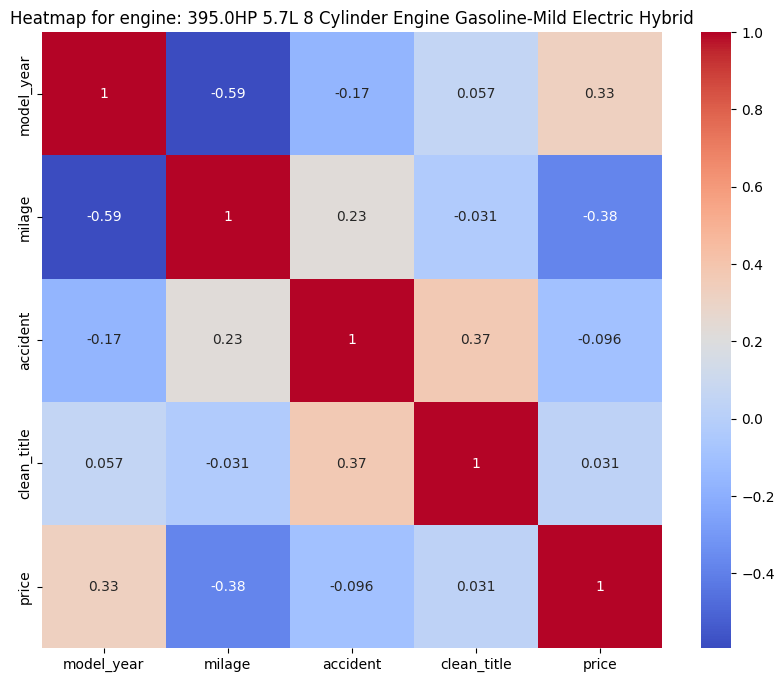 Heatmap for engine: 395.0HP 5.7L 8 Cylinder Engine Gasoline-Mild Electric Hybrid
model_year 1 -0.59 -0.17 0.057 0.33
milage -0.59 1 0.23 -0.031 -0.38
accident -0.17 0.23 1 0.37 -0.096
clean_title 0.057 -0.031 0.37 1 0.031
price 0.33 -0.38 -0.096 0.031 1
model_year milage accident clean_title price
1.0
0.8
0.6
0.4
0.2
0.0
−0.2
−0.4